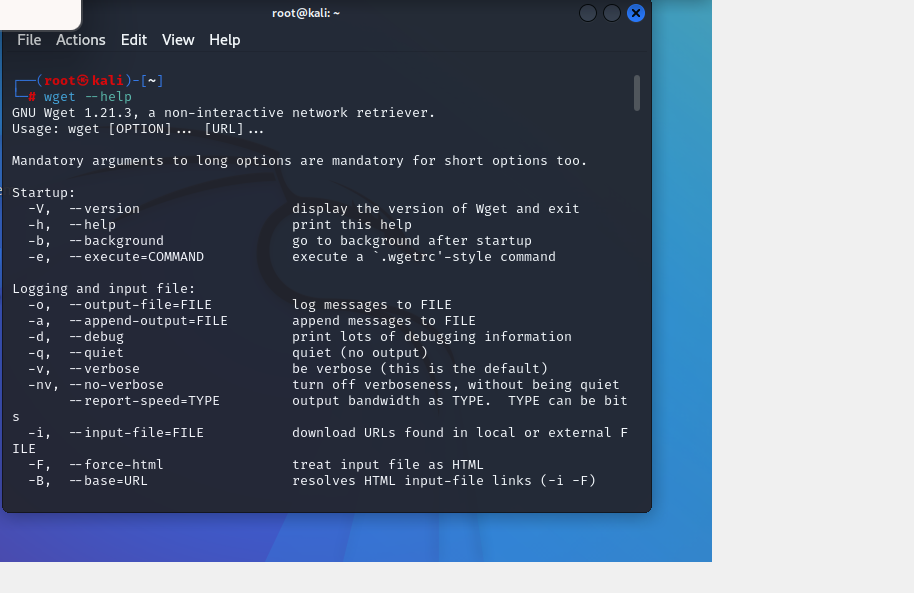 root@kali: ~
File Actions Edit View Help
┌──(root㉿kali)-[~]
└─# wget --help
GNU Wget 1.21.3, a non-interactive network retriever.
Usage: wget [OPTION]... [URL]...
Mandatory arguments to long options are mandatory for short options too.
Startup:
-V, --version display the version of Wget and exit
-h, --help print this help
-b, --background go to background after startup
-e, --execute=COMMAND execute a `.wgetrc'-style command
Logging and input file:
-o, --output-file=FILE log messages to FILE
-a, --append-output=FILE append messages to FILE
-d, --debug print lots of debugging information
-q, --quiet quiet (no output)
-v, --verbose be verbose (this is the default)
-nv, --no-verbose turn off verboseness, without being quiet
--report-speed=TYPE output bandwidth as TYPE. TYPE can be bit
s
-i, --input-file=FILE download URLs found in local or external F
ILE
-F, --force-html treat input file as HTML
-B, --base=URL resolves HTML input-file links (-i -F)